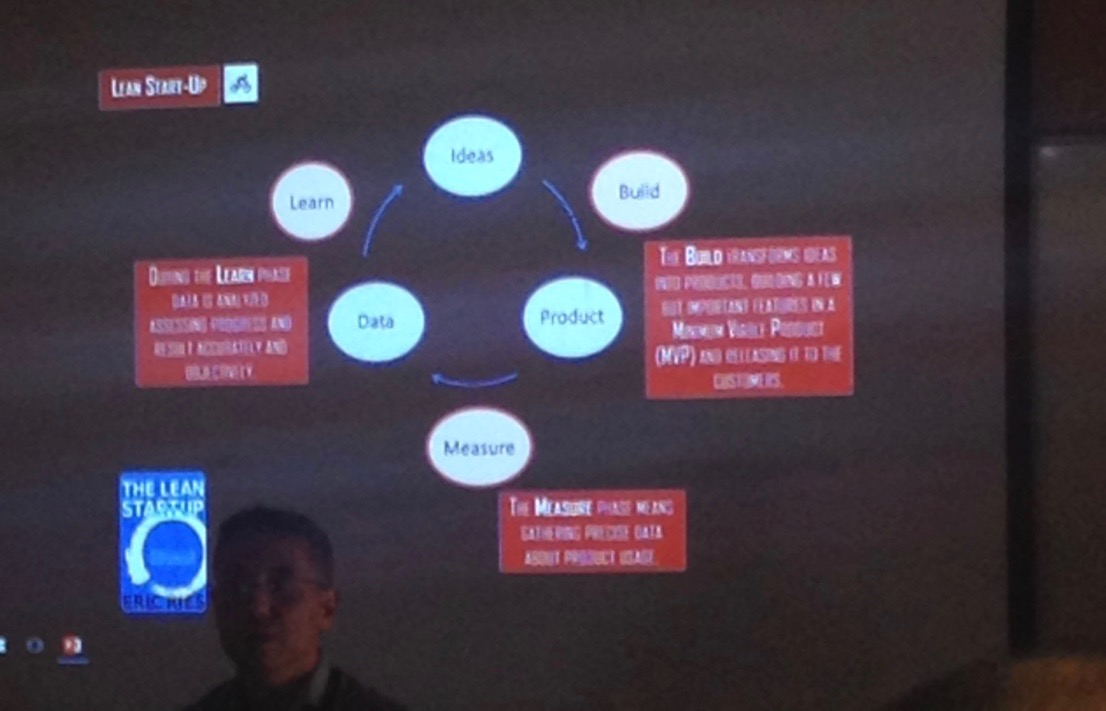 LEAN START-UP
Ideas
Learn
Build
DURING THE LEARN PHASE
DATA IS ANALYZED
ASSESSING PROGRESS AND
RESULT ACCURATELY AND
OBJECTIVELY.
THE BUILD TRANSFORMS IDEAS
INTO PRODUCTS, BUILDING A FEW
BUT IMPORTANT FEATURES IN A
MINIMUM VIABLE PRODUCT
(MVP) AND RELEASING IT TO THE
CUSTOMERS.
Data
Product
Measure
THE MEASURE PHASE MEANS
GATHERING PRECISE DATA
ABOUT PRODUCT USAGE.
THE LEAN
STARTUP
ERIC RIES